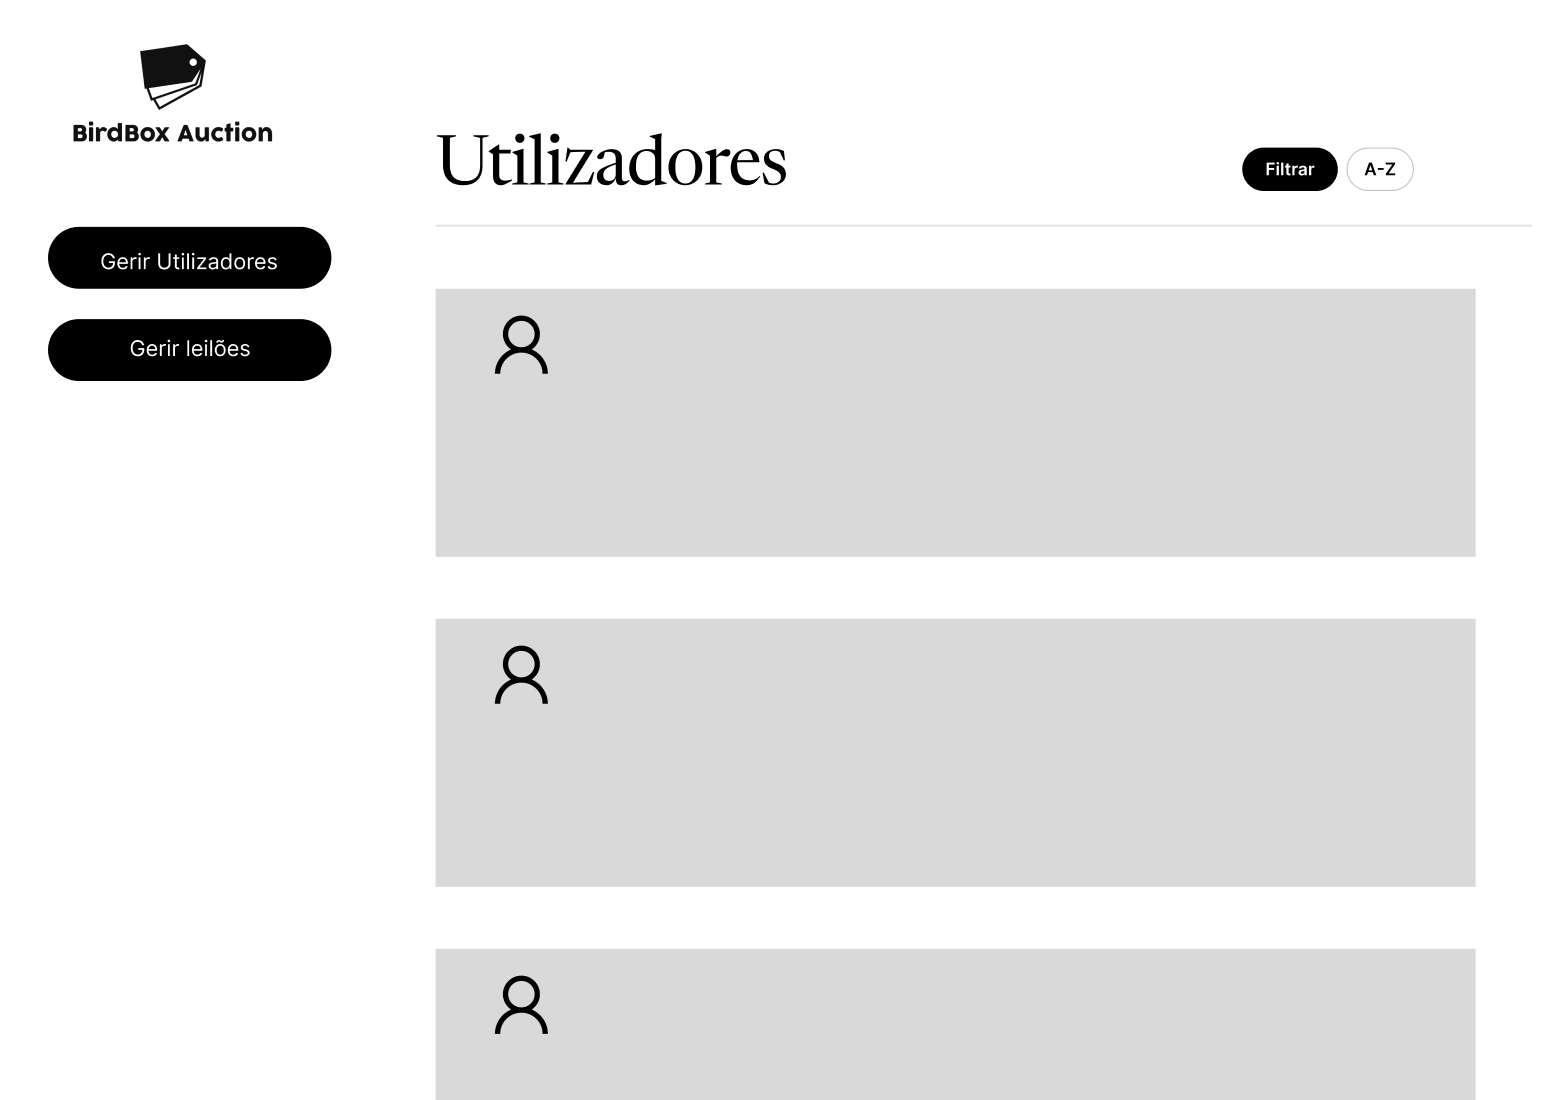 BirdBox Auction
Utilizadores
Filtrar
A-Z
Gerir Utilizadores
Gerir leilões